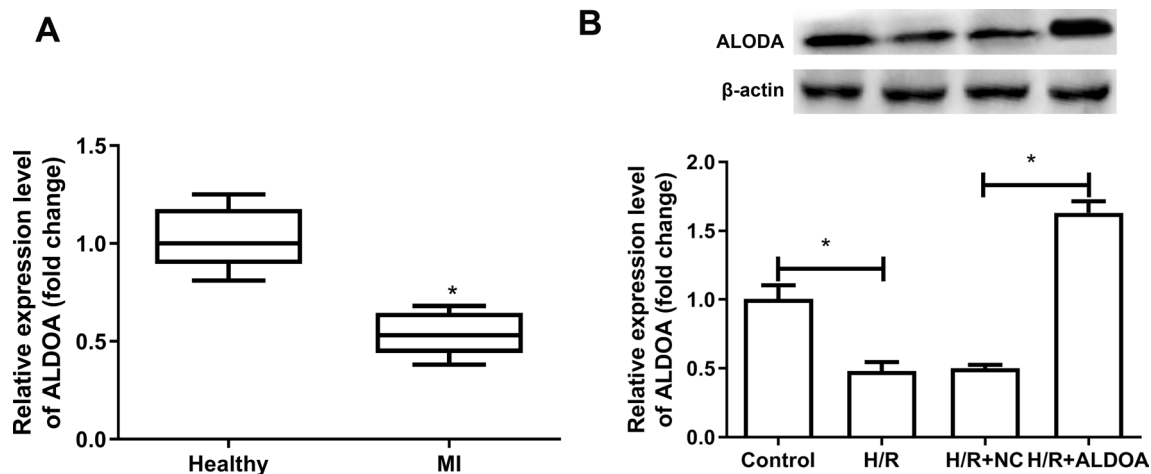 A
Relative expression level
of ALDOA (fold change)
1.5
1.0
0.5
0.0
*
Healthy MI
B
ALODA
β-actin
Relative expression level
of ALDOA (fold change)
2.0
1.5
1.0
0.5
0.0
*
*
Control H/R H/R+NC H/R+ALDOA